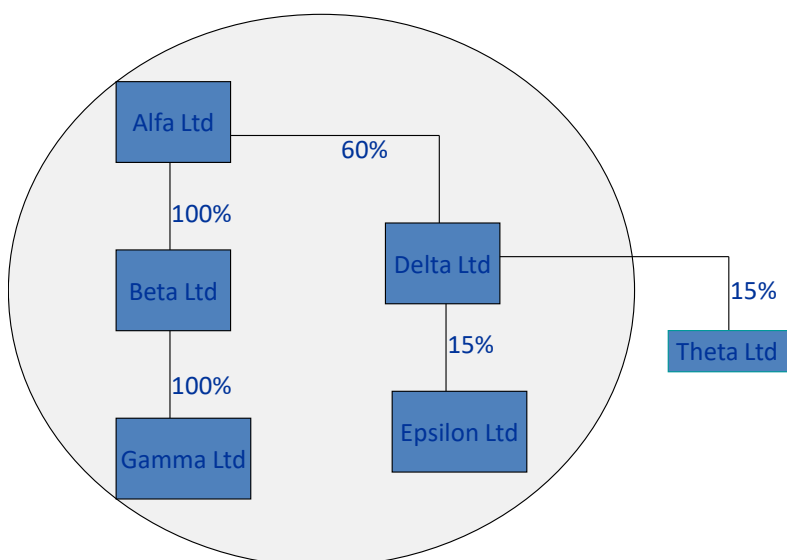 Alfa Ltd
60%
100%
Beta Ltd
Delta Ltd
15%
15%
Theta Ltd
100%
Gamma Ltd
Epsilon Ltd